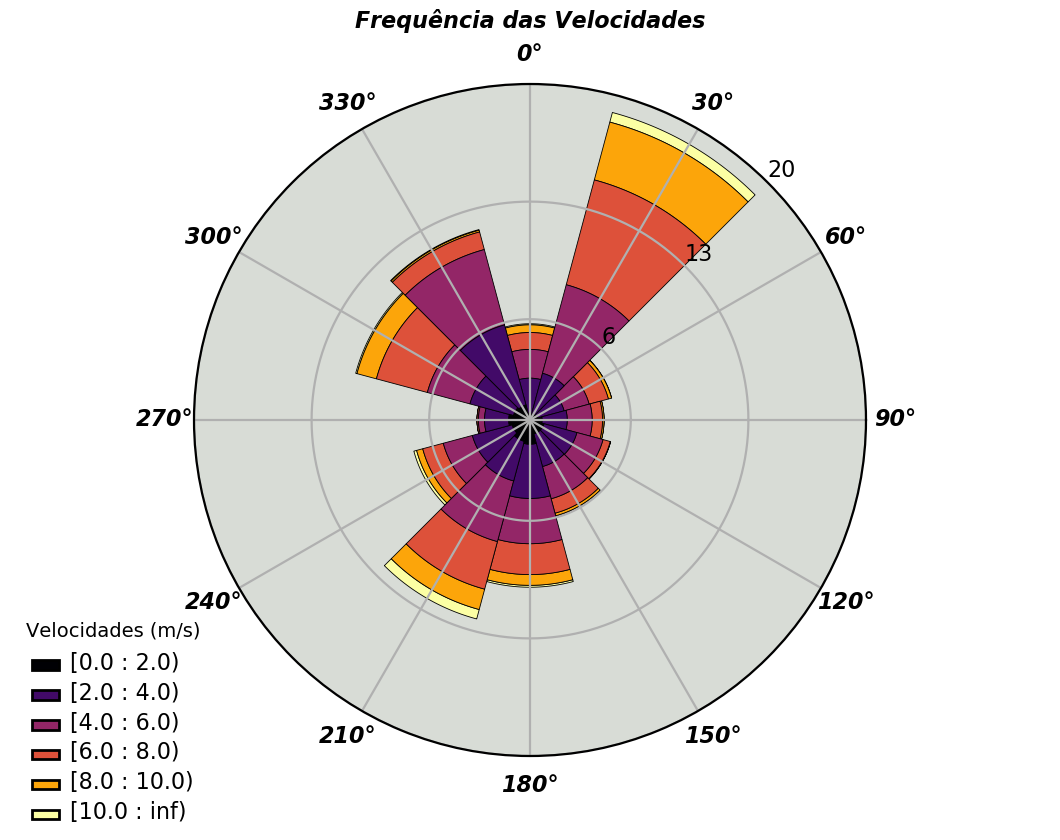 Frequência das Velocidades
0°
330°
30°
20
300°
60°
13
6
270°
90°
240°
120°
210°
150°
180°
Velocidades (m/s)
[0.0 : 2.0)
[2.0 : 4.0)
[4.0 : 6.0)
[6.0 : 8.0)
[8.0 : 10.0)
[10.0 : inf)